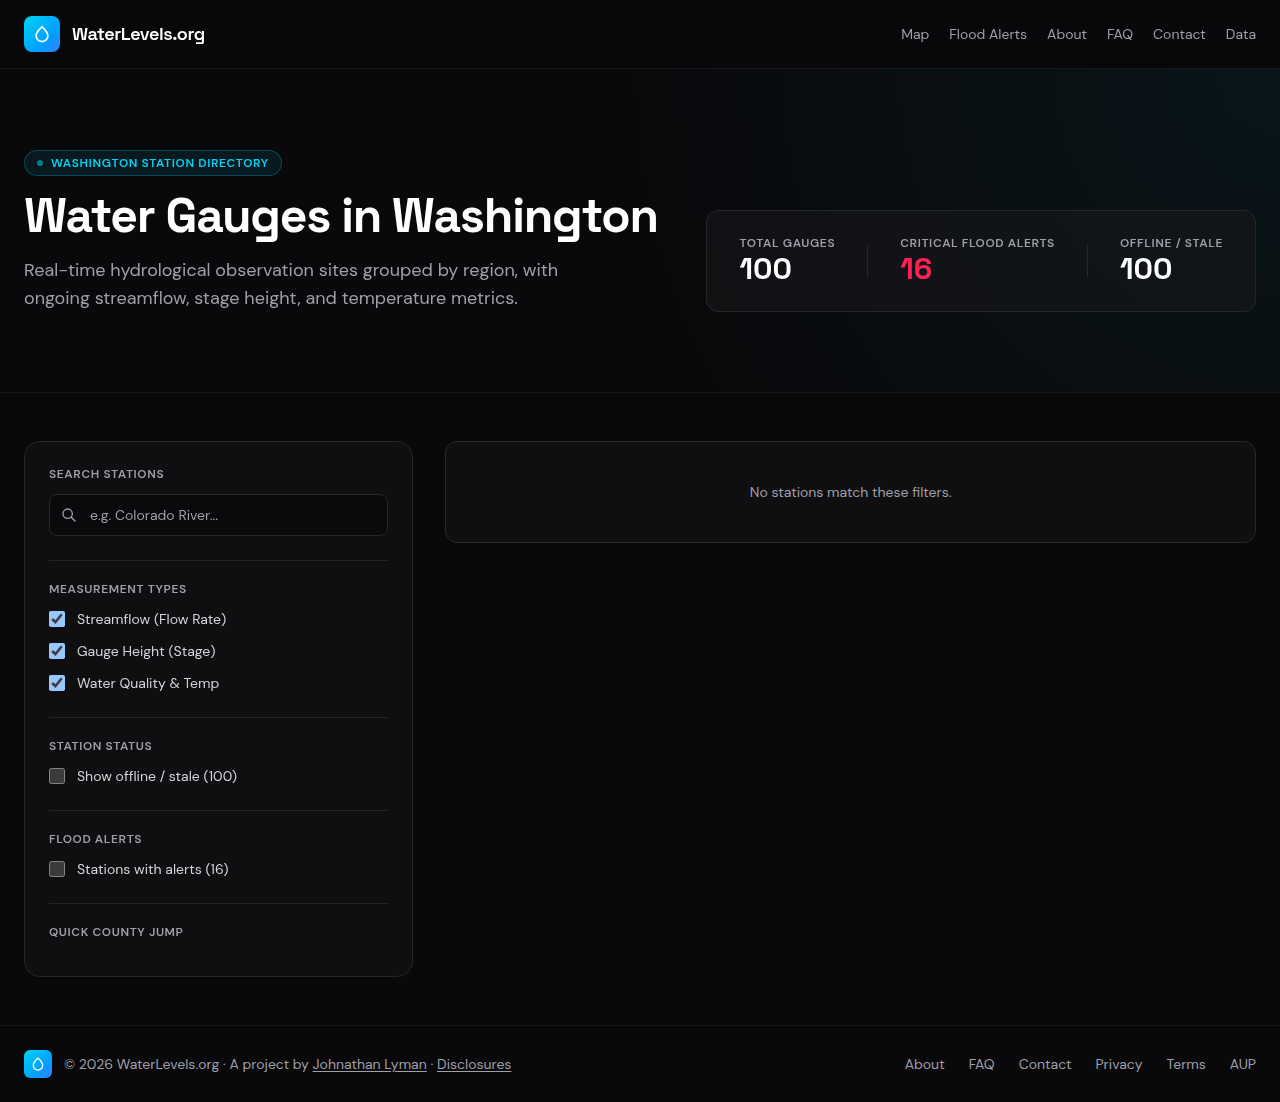 WaterLevels.org
Map
Flood Alerts
About
FAQ
Contact
Data
WASHINGTON STATION DIRECTORY
Water Gauges in Washington
Real-time hydrological observation sites grouped by region, with
ongoing streamflow, stage height, and temperature metrics.
TOTAL GAUGES
100
CRITICAL FLOOD ALERTS
16
OFFLINE / STALE
100
SEARCH STATIONS
e.g. Colorado River...
MEASUREMENT TYPES
Streamflow (Flow Rate)
Gauge Height (Stage)
Water Quality & Temp
STATION STATUS
Show offline / stale (100)
FLOOD ALERTS
Stations with alerts (16)
QUICK COUNTY JUMP
No stations match these filters.
© 2026 WaterLevels.org · A project by Johnathan Lyman · Disclosures
About
FAQ
Contact
Privacy
Terms
AUP